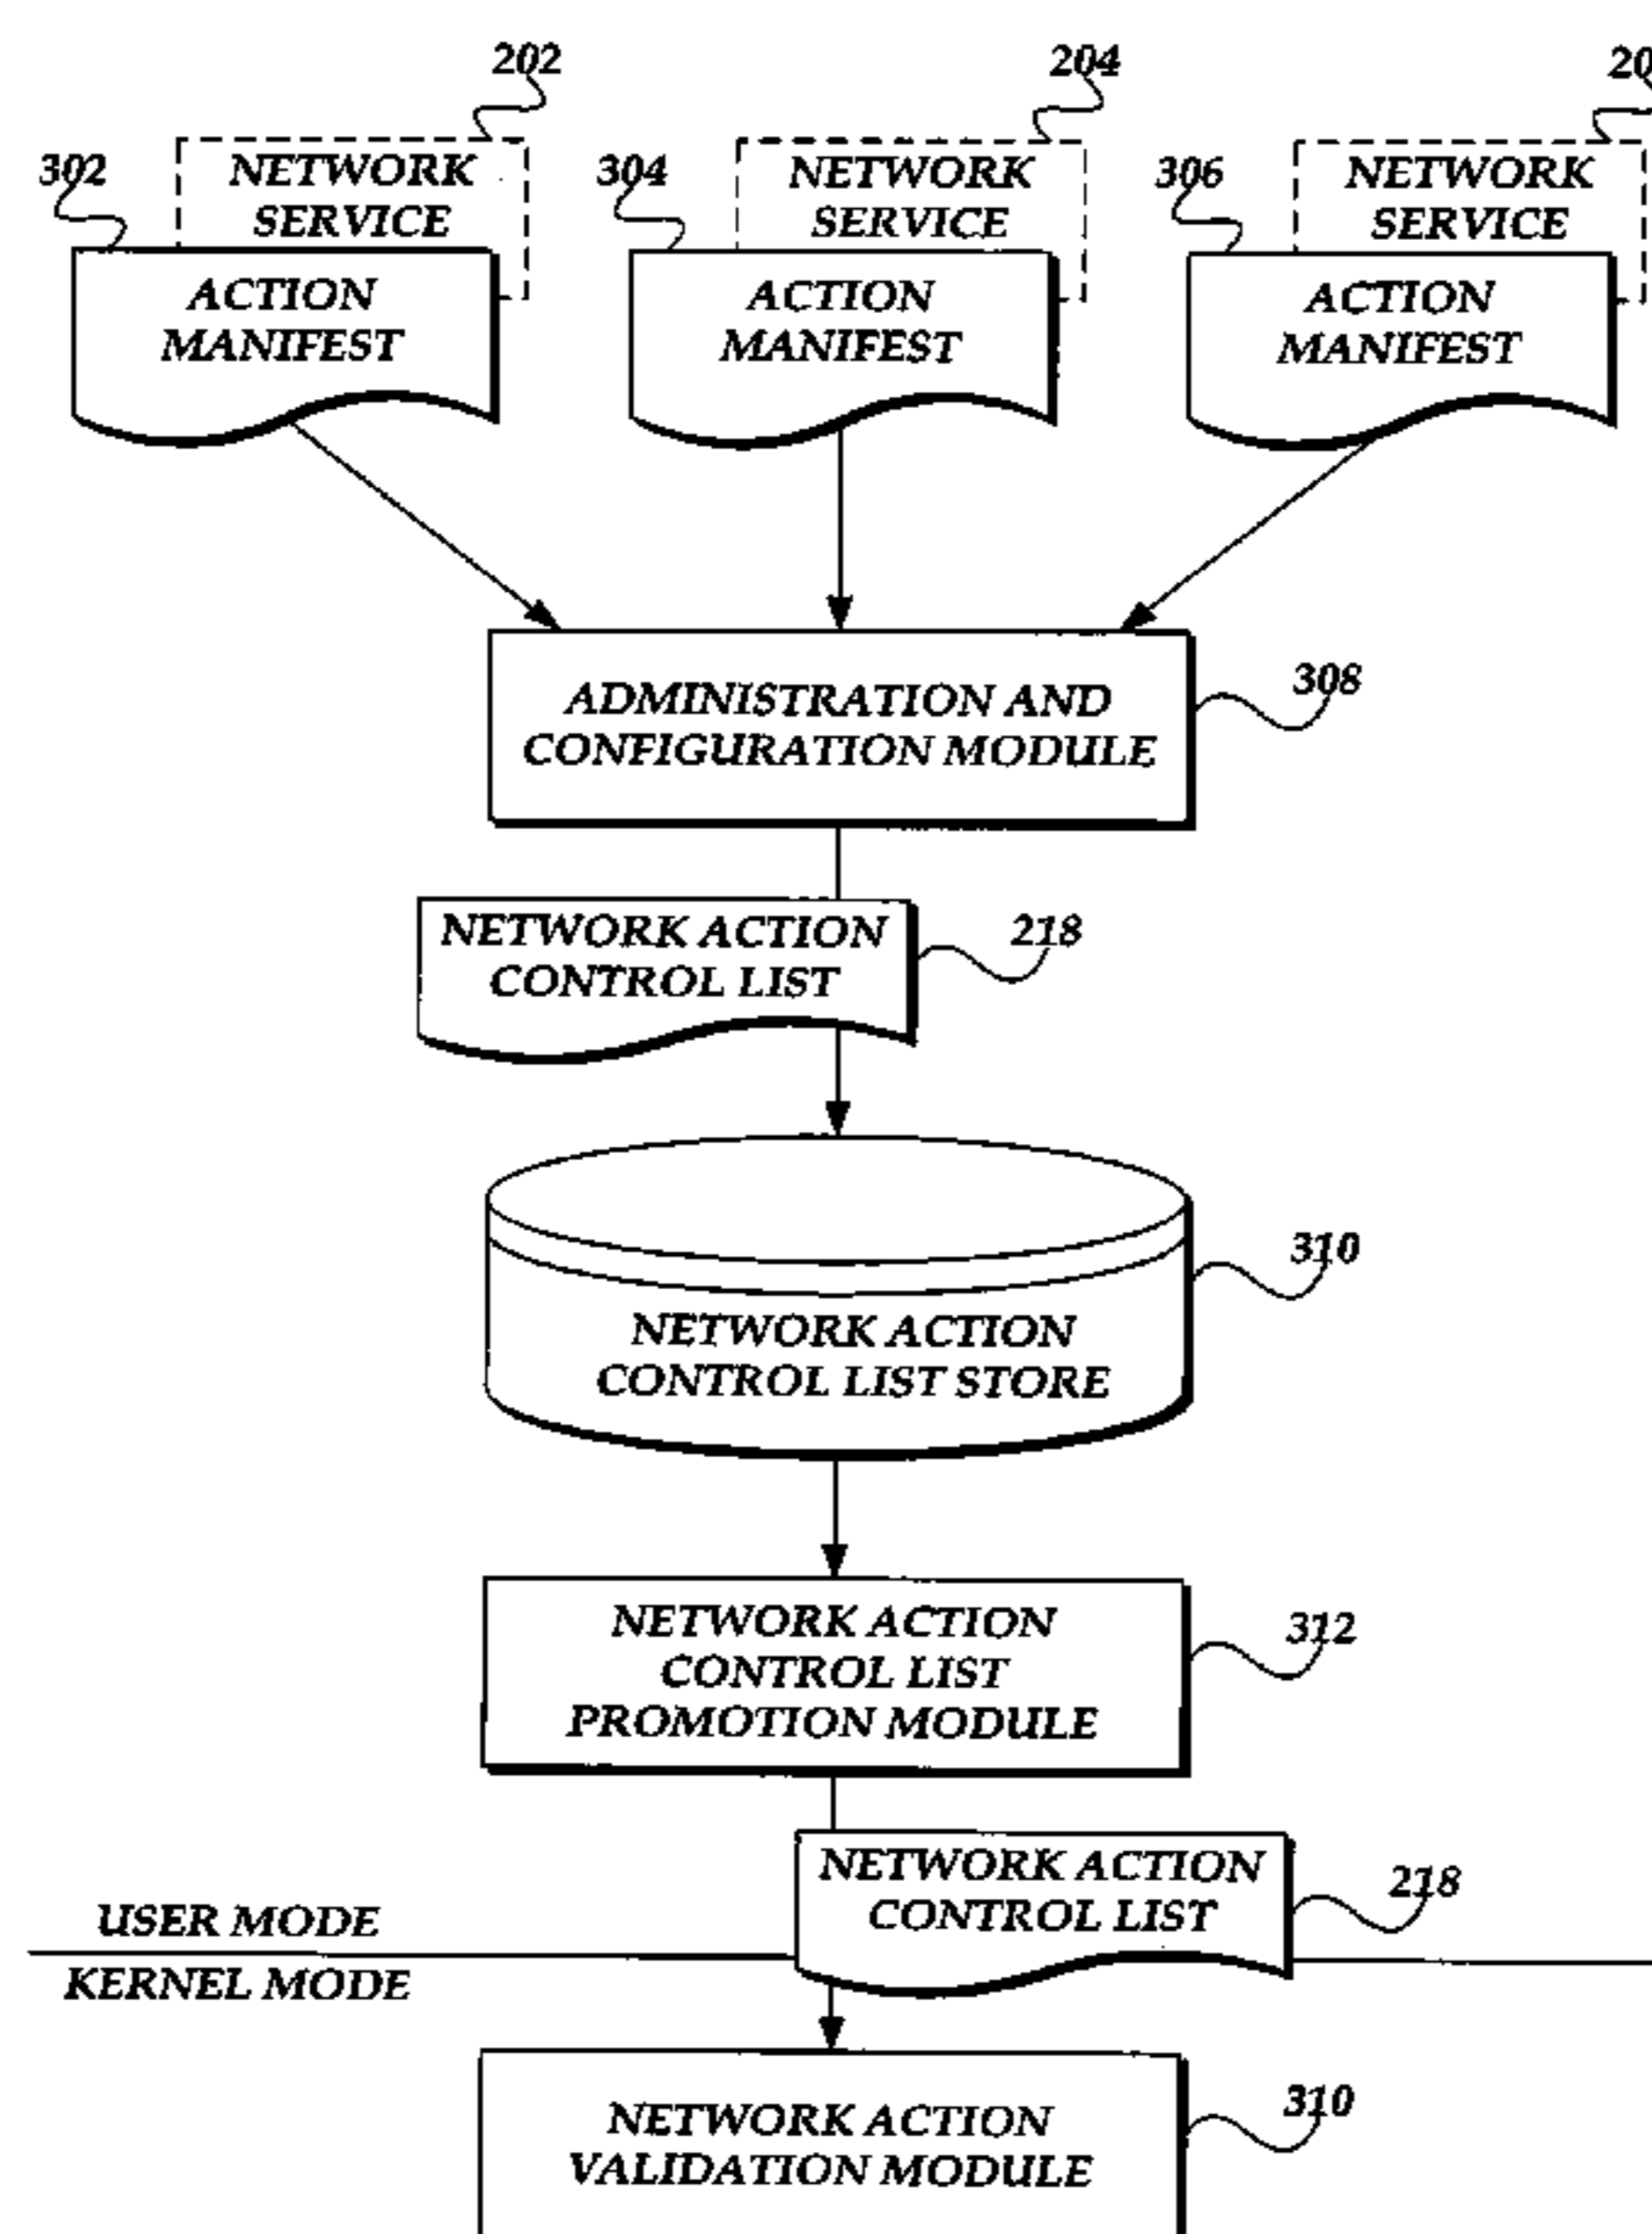 202
204
20
302
NETWORK
SERVICE
304
NETWORK
SERVICE
306
NETWORK
SERVICE
ACTION
MANIFEST
ACTION
MANIFEST
ACTION
MANIFEST
ADMINISTRATION AND
CONFIGURATION MODULE
308
NETWORK ACTION
CONTROL LIST
218
NETWORK ACTION
CONTROL LIST STORE
310
NETWORK ACTION
CONTROL LIST
PROMOTION MODULE
312
NETWORK ACTION
CONTROL LIST
218
USER MODE
KERNEL MODE
NETWORK ACTION
VALIDATION MODULE
310